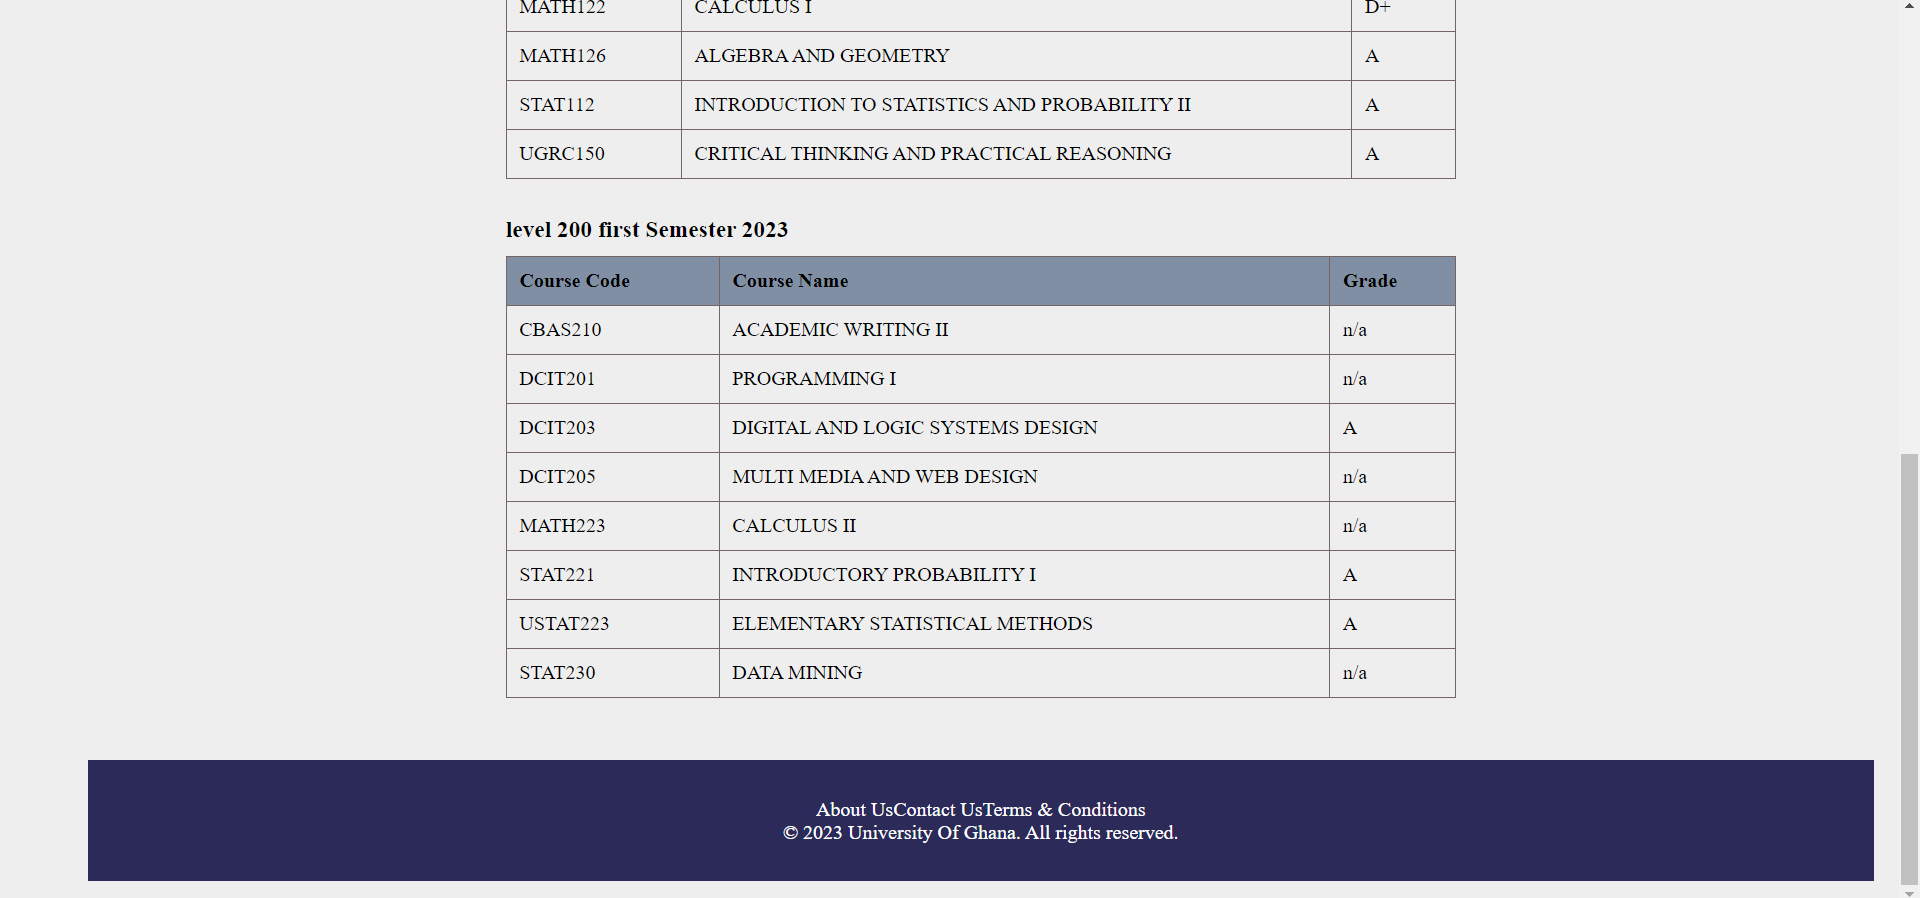 MATH122 CALCULUS I D+
MATH126 ALGEBRA AND GEOMETRY A
STAT112 INTRODUCTION TO STATISTICS AND PROBABILITY II A
UGRC150 CRITICAL THINKING AND PRACTICAL REASONING A
level 200 first Semester 2023
Course Code Course Name Grade
CBAS210 ACADEMIC WRITING II n/a
DCIT201 PROGRAMMING I n/a
DCIT203 DIGITAL AND LOGIC SYSTEMS DESIGN A
DCIT205 MULTI MEDIA AND WEB DESIGN n/a
MATH223 CALCULUS II n/a
STAT221 INTRODUCTORY PROBABILITY I A
USTAT223 ELEMENTARY STATISTICAL METHODS A
STAT230 DATA MINING n/a
About UsContact UsTerms & Conditions
© 2023 University Of Ghana. All rights reserved.